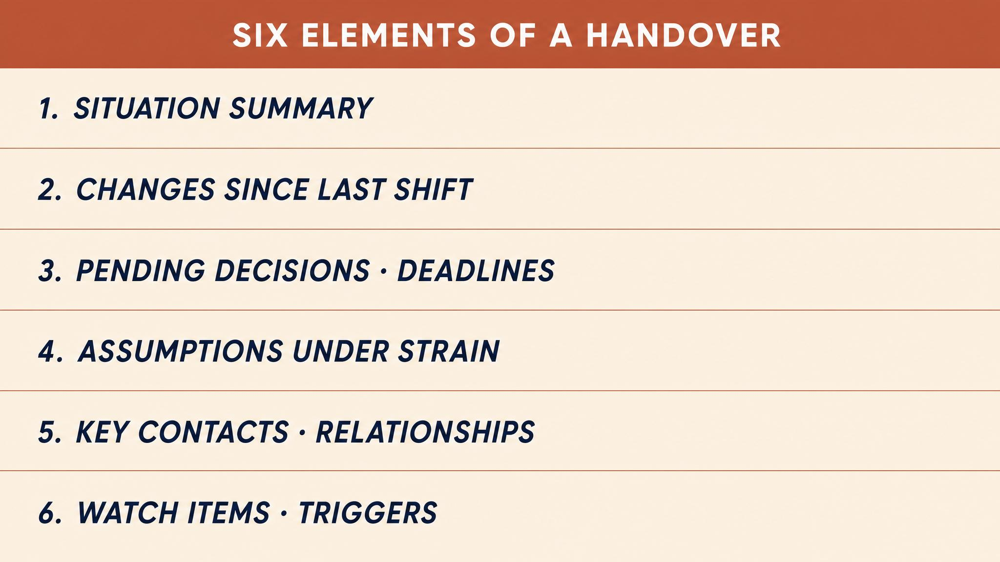 SIX ELEMENTS OF A HANDOVER
1. SITUATION SUMMARY
2. CHANGES SINCE LAST SHIFT
3. PENDING DECISIONS · DEADLINES
4. ASSUMPTIONS UNDER STRAIN
5. KEY CONTACTS · RELATIONSHIPS
6. WATCH ITEMS · TRIGGERS